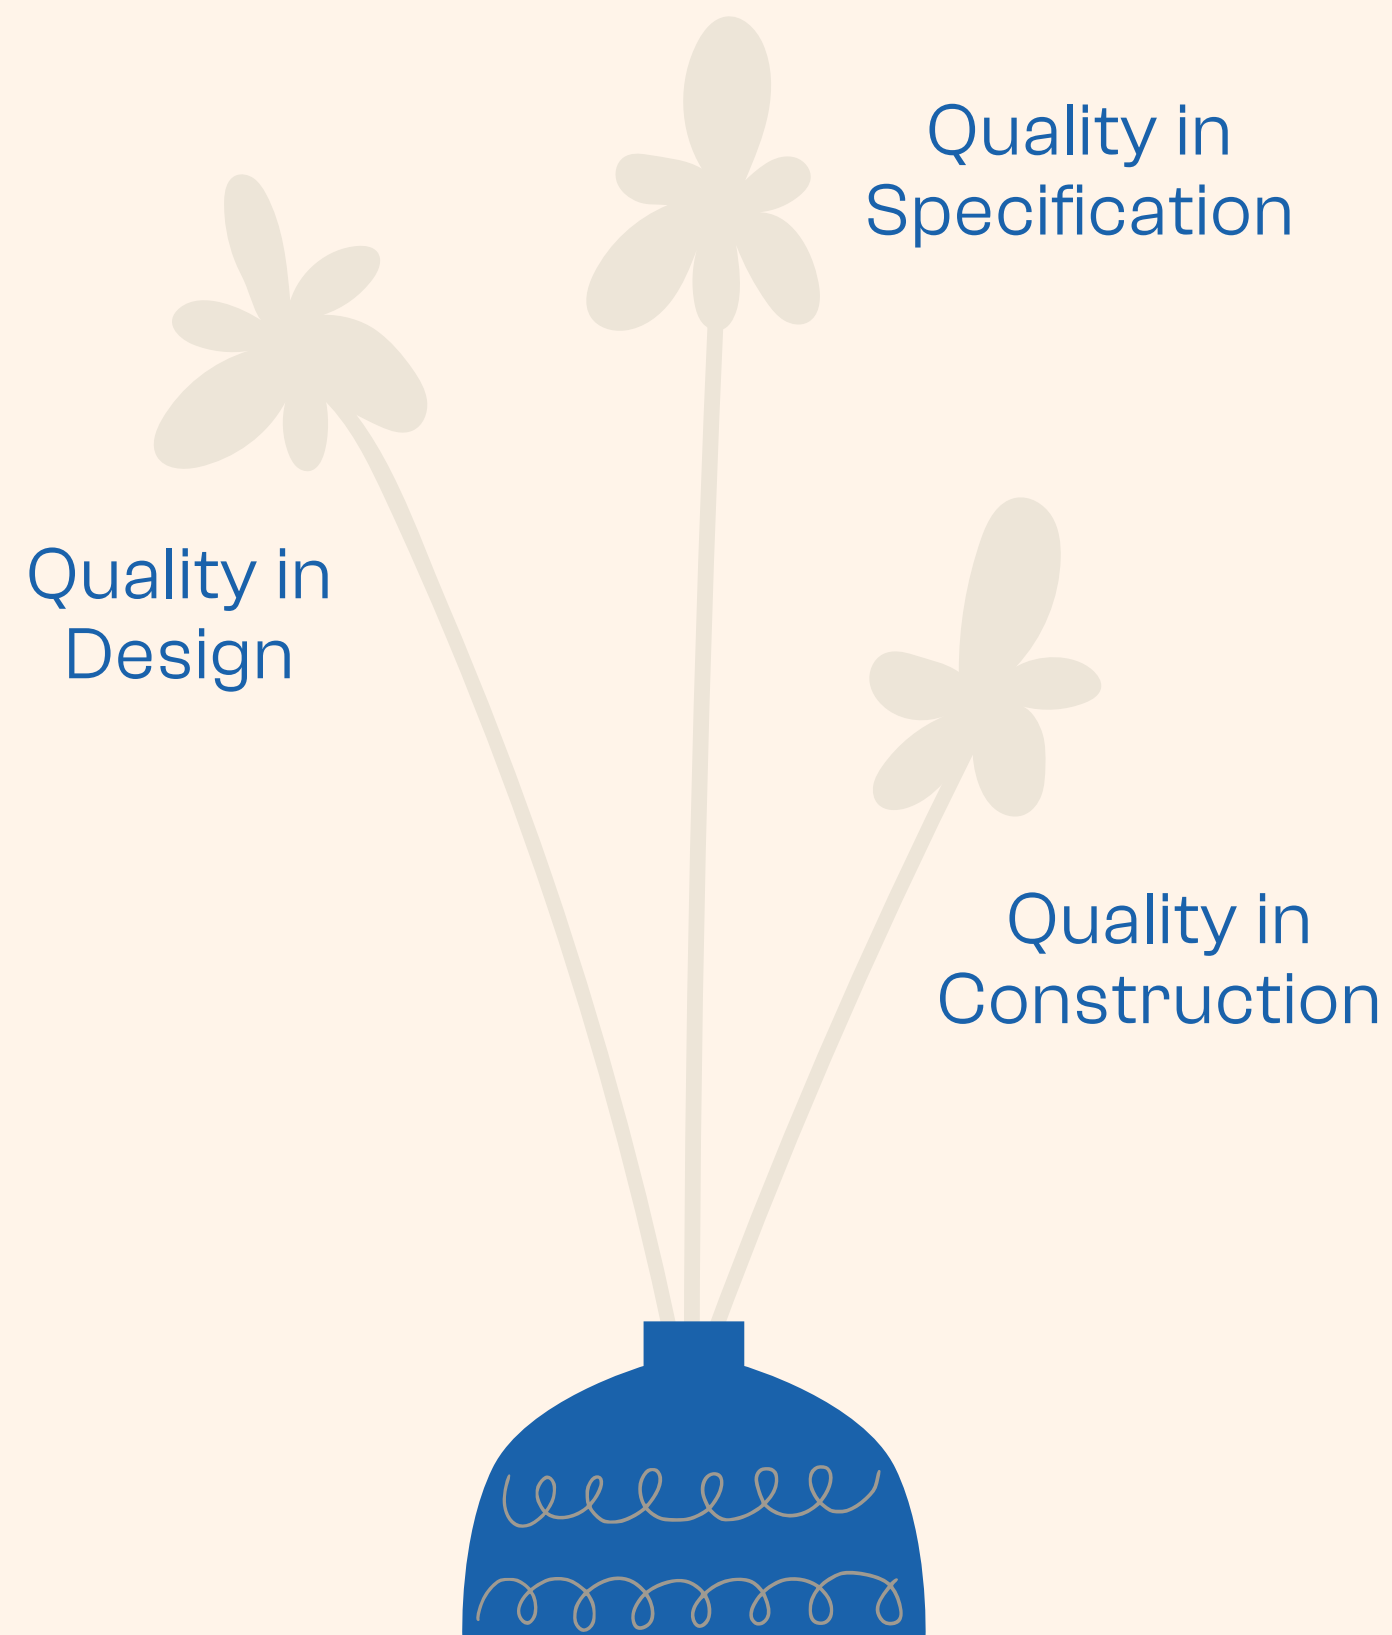 Quality in
Specification
Quality in
Design
Quality in
Construction